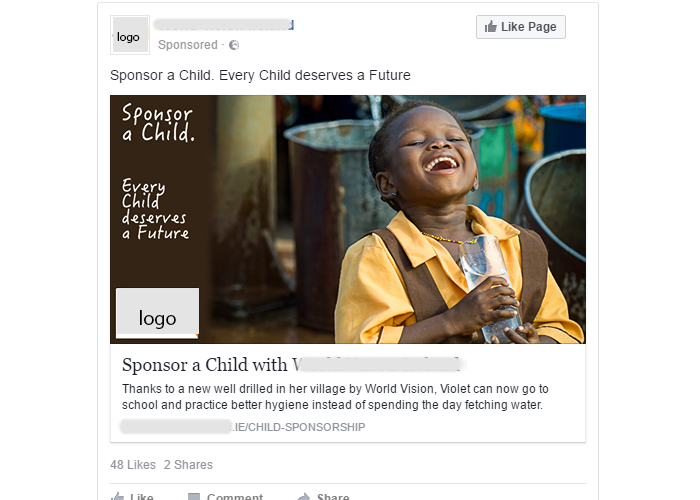 logo
Sponsored
Like Page
Sponsor a Child. Every Child deserves a Future
Sponsor
a Child.
Every
Child
deserves
a Future
logo
Sponsor a Child with
Thanks to a new well drilled in her village by World Vision, Violet can now go to
school and practice better hygiene instead of spending the day fetching water.
.IE/CHILD-SPONSORSHIP
48 Likes 2 Shares
Like Comment Share